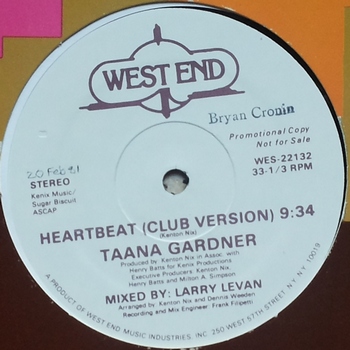 WEST END
Bryan Cronin
Promotional Copy
Not for Sale
WES-22132
33-1/3 RPM
20 Feb 81
STEREO
Kenix Music/
Sugar Biscuit
ASCAP
HEARTBEAT (CLUB VERSION) 9:34
(Kenton Nix)
TAANA GARDNER
Produced by Kenton Nix in Assoc. with
Henry Batts for Kenix Productions
Executive Producers: Kenton Nix,
Henry Batts and Milton A. Simpson.
MIXED BY: LARRY LEVAN
Arranged by Kenton Nix and Dennis Weeden
Recording and Mix Engineer Frank Filipetti
A PRODUCT OF WEST END MUSIC INDUSTRIES, INC 250 WEST 57TH STREET, N.Y., N.Y. 10019